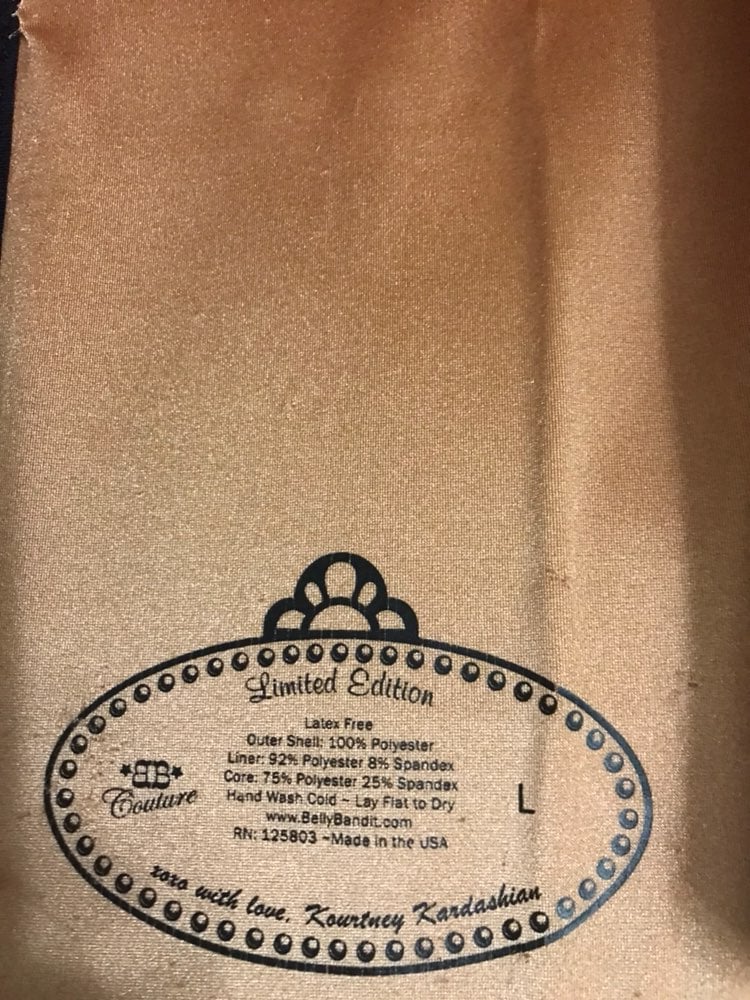 Limited Edition
Latex Free
Outer Shell: 100% Polyester
Liner: 92% Polyester 8% Spandex
Core: 75% Polyester 25% Spandex
Hand Wash Cold ~ Lay Flat to Dry
www.BellyBandit.com
RN: 125803 ~Made in the USA
BB
Couture
L
xoxo with love, Kourtney Kardashian